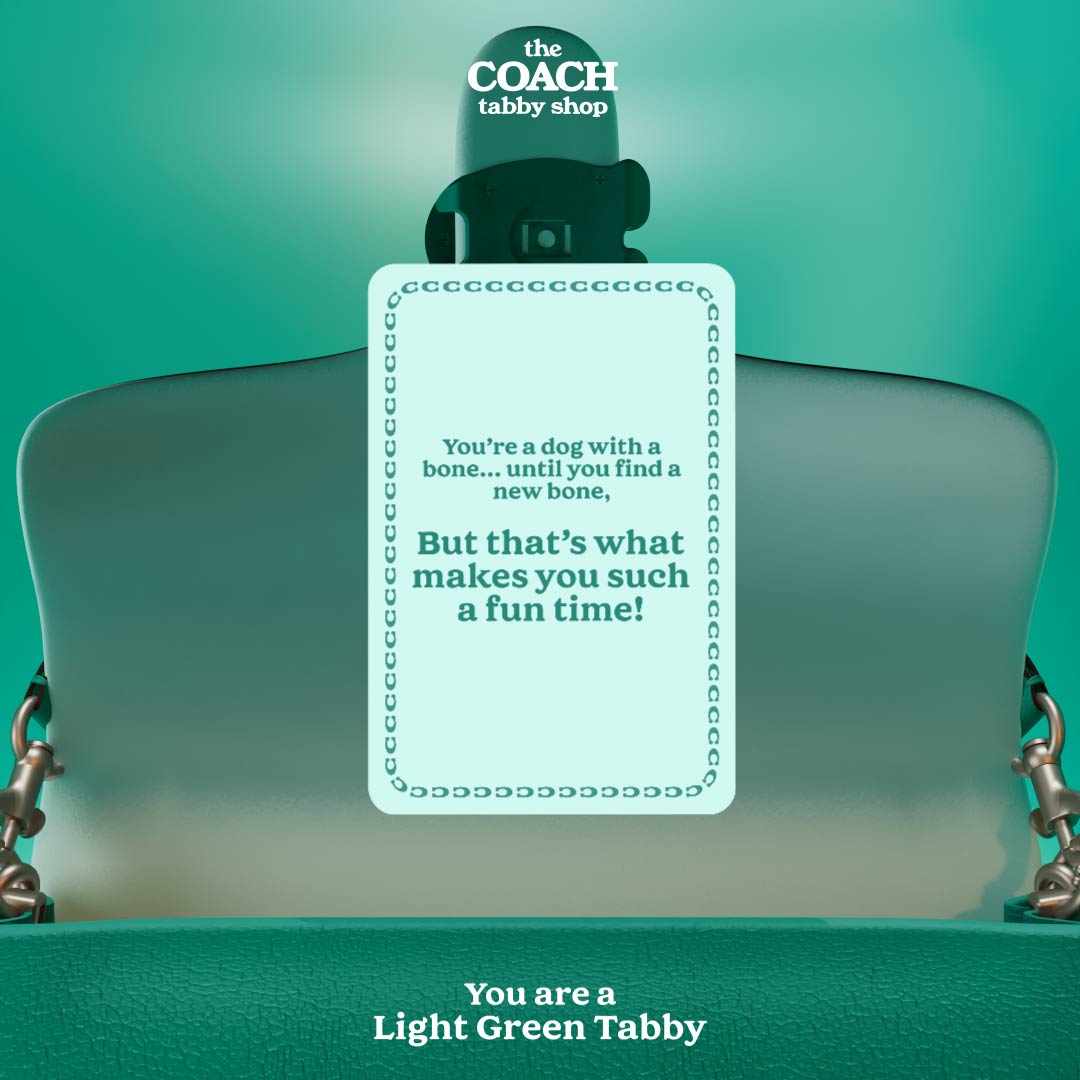 the
COACH
tabby shop
You're a dog with a
bone... until you find a
new bone,
But that's what
makes you such
a fun time!
You are a
Light Green Tabby